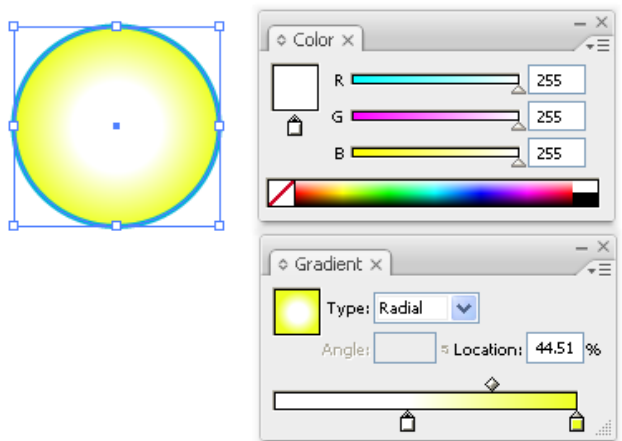 Color
R 255
G 255
B 255
Gradient
Type: Radial
Angle: Location: 44.51 %